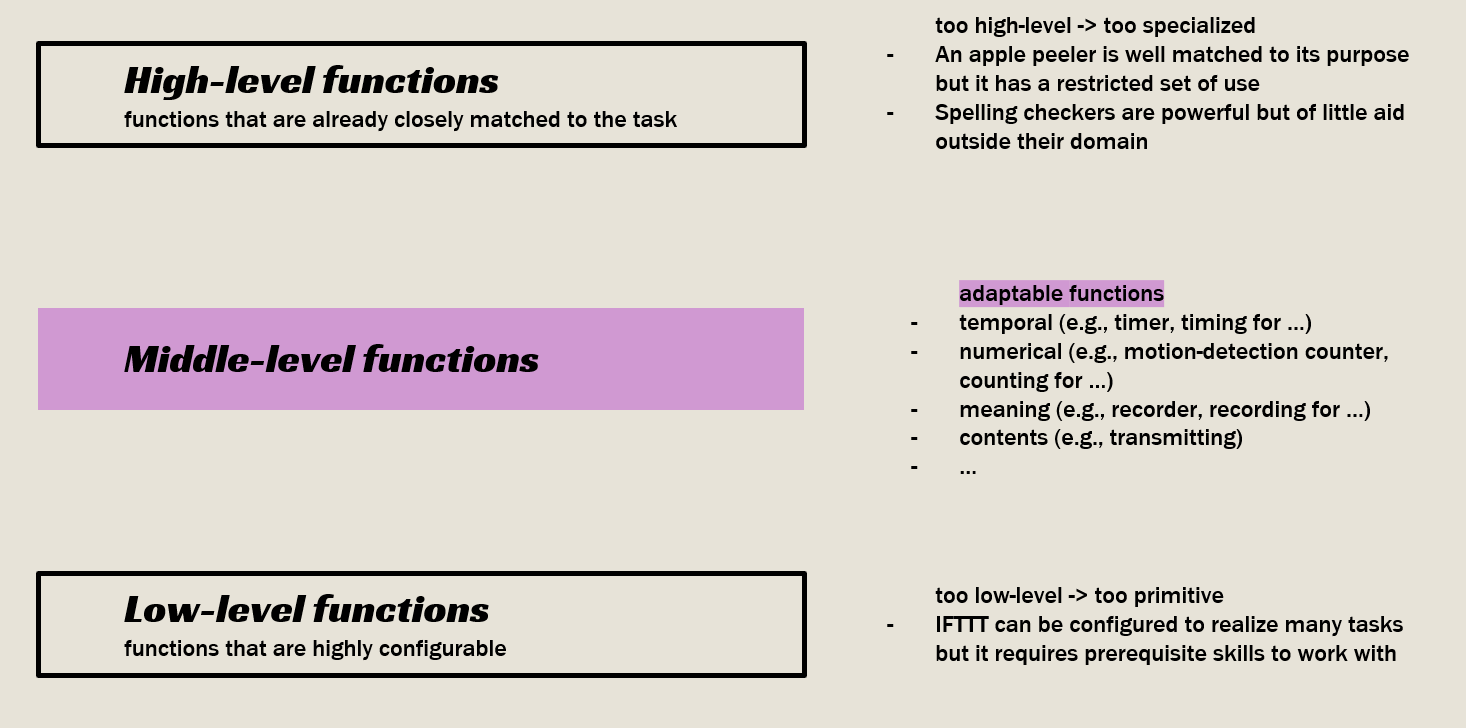 High-level functions
functions that are already closely matched to the task
too high-level -> too specialized
- An apple peeler is well matched to its purpose
but it has a restricted set of use
- Spelling checkers are powerful but of little aid
outside their domain
Middle-level functions
adaptable functions
- temporal (e.g., timer, timing for ...)
- numerical (e.g., motion-detection counter,
counting for ...)
- meaning (e.g., recorder, recording for ...)
- contents (e.g., transmitting)
- ...
Low-level functions
functions that are highly configurable
too low-level -> too primitive
- IFTTT can be configured to realize many tasks
but it requires prerequisite skills to work with